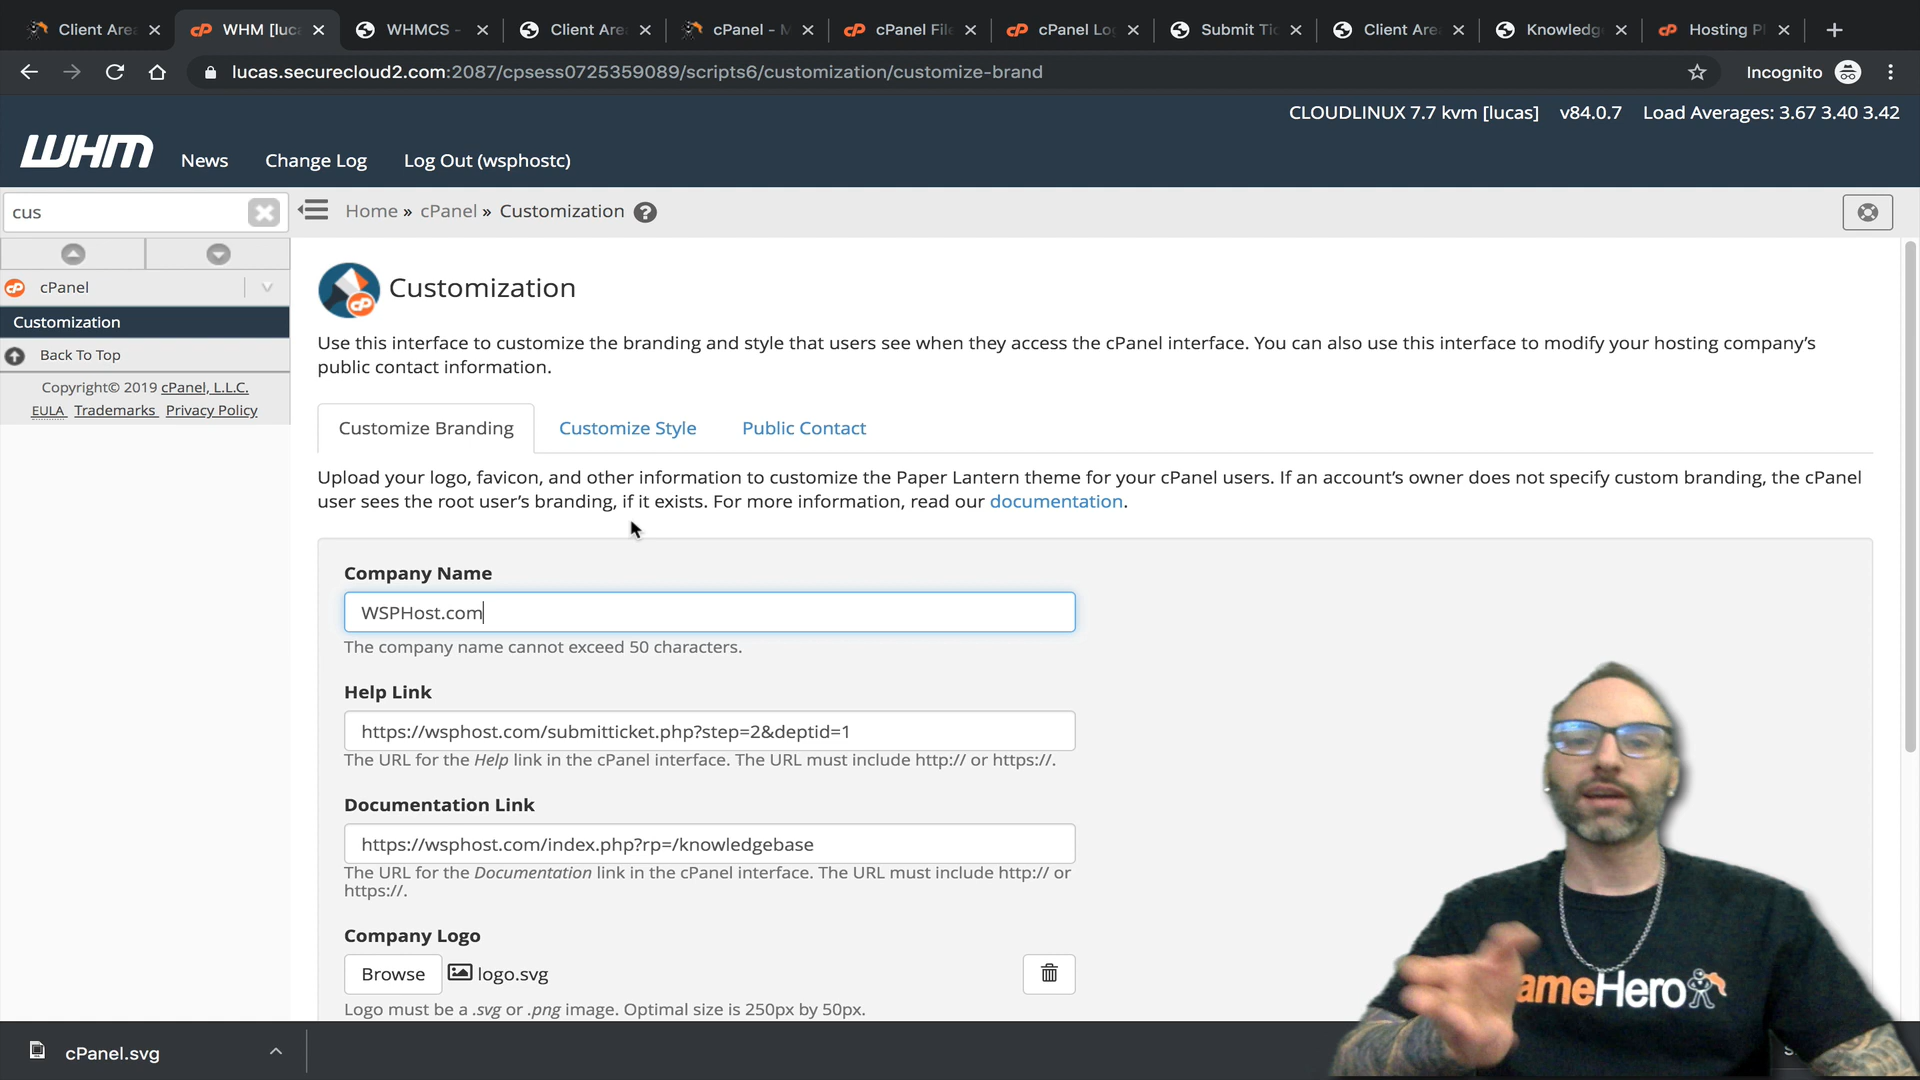 Client Are
WHM [luc
WHMCS -
Client Are
cPanel - M
cPanel File
cPanel Log
Submit Tic
Client Are
Knowledg
Hosting P
lucas.securecloud2.com:2087/cpsess0725359089/scripts6/customization/customize-brand
Incognito
CLOUDLINUX 7.7 kvm [lucas] v84.0.7 Load Averages: 3.67 3.40 3.42
WHM
News Change Log Log Out (wsphostc)
cus
Home » cPanel » Customization
cPanel
Customization
Back To Top
Copyright© 2019 cPanel, L.L.C.
EULA Trademarks Privacy Policy
Customization
Use this interface to customize the branding and style that users see when they access the cPanel interface. You can also use this interface to modify your hosting company's
public contact information.
Customize Branding Customize Style Public Contact
Upload your logo, favicon, and other information to customize the Paper Lantern theme for your cPanel users. If an account's owner does not specify custom branding, the cPanel
user sees the root user's branding, if it exists. For more information, read our documentation.
Company Name
WSPHost.com
The company name cannot exceed 50 characters.
Help Link
https://wsphost.com/submitticket.php?step=2&deptid=1
The URL for the Help link in the cPanel interface. The URL must include http:// or https://.
Documentation Link
https://wsphost.com/index.php?rp=/knowledgebase
The URL for the Documentation link in the cPanel interface. The URL must include http:// or
https://.
Company Logo
Browse logo.svg
Logo must be a .svg or .png image. Optimal size is 250px by 50px.
ameHero
cPanel.svg